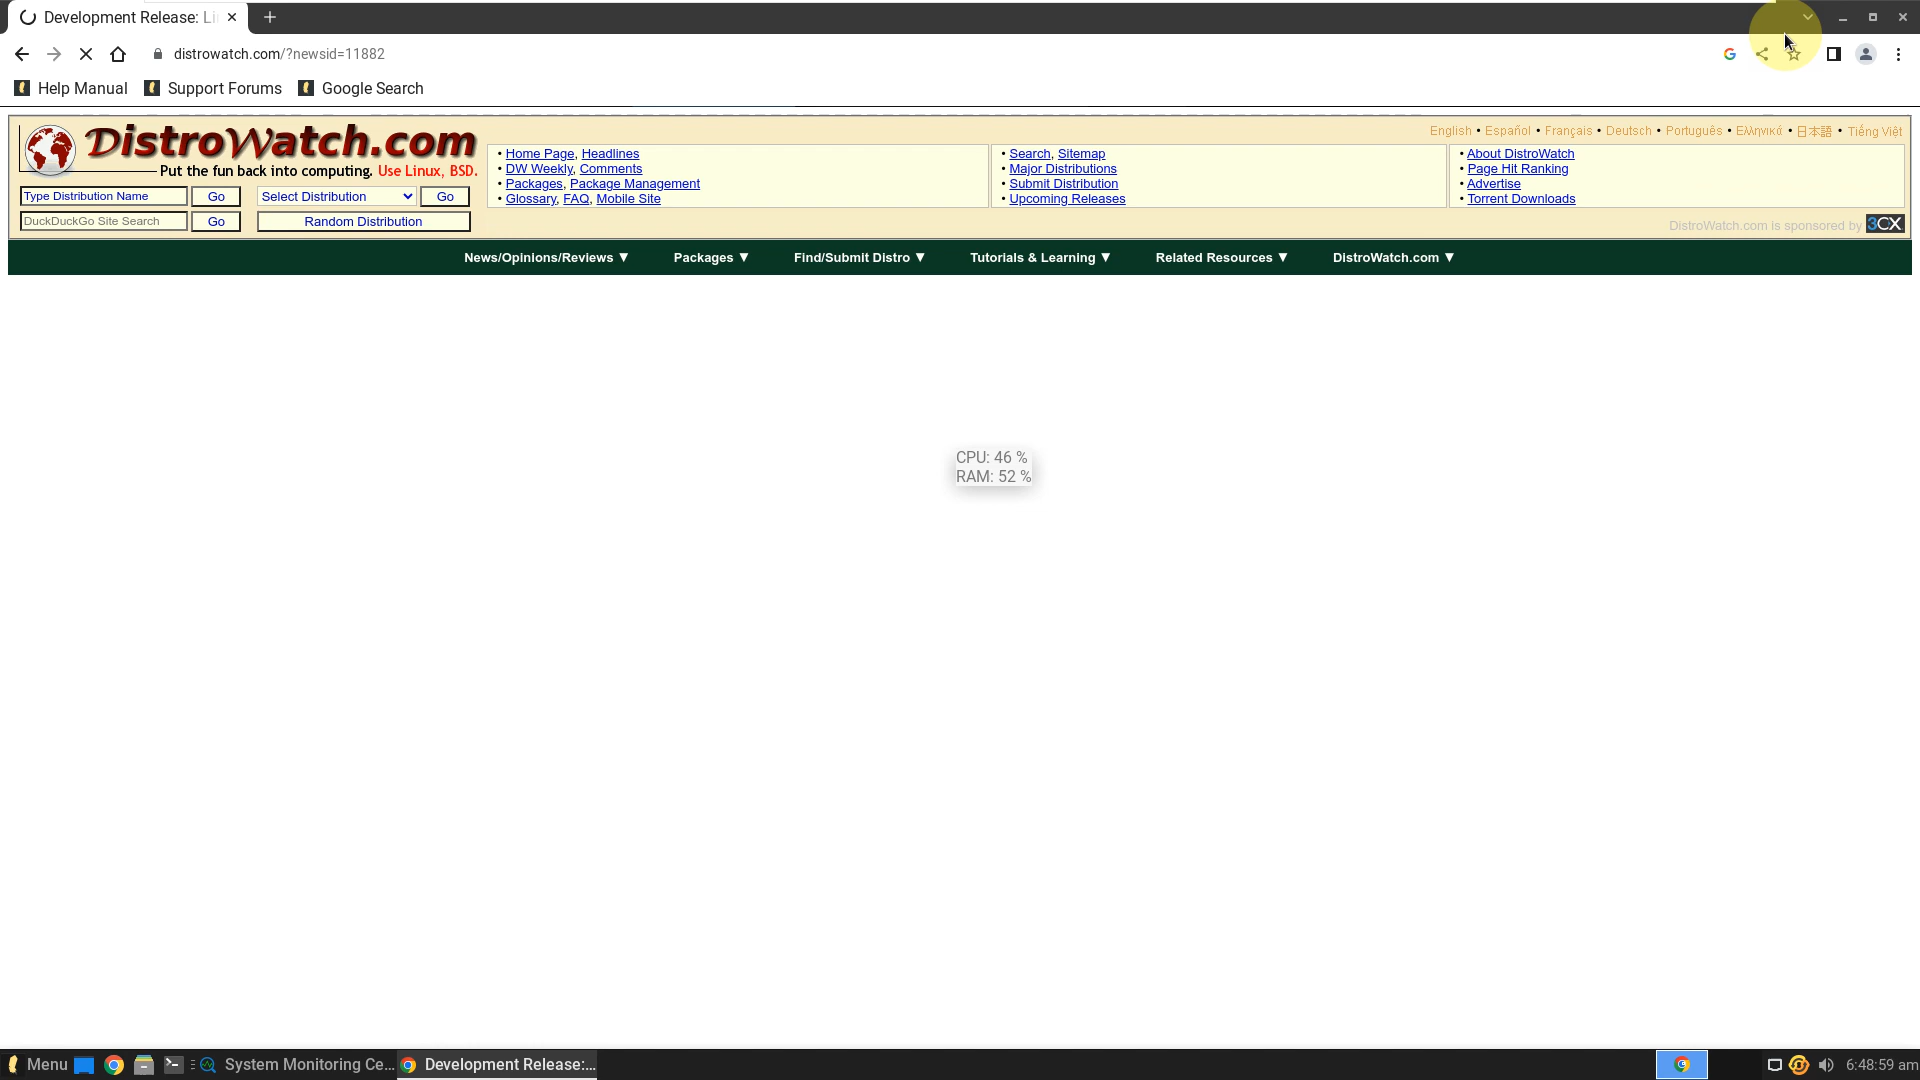 Development Release: Li
distrowatch.com/?newsid=11882
Help Manual Support Forums Google Search
DistroWatch.com
Put the fun back into computing. Use Linux, BSD.
English • Español • Français • Deutsch • Português • Ελληνικά • 日本語 • Tiếng Việt
Type Distribution Name Go Select Distribution Go
DuckDuckGo Site Search Go Random Distribution
• Home Page, Headlines
• DW Weekly, Comments
• Packages, Package Management
• Glossary, FAQ, Mobile Site
• Search, Sitemap
• Major Distributions
• Submit Distribution
• Upcoming Releases
• About DistroWatch
• Page Hit Ranking
• Advertise
• Torrent Downloads
DistroWatch.com is sponsored by 3CX
News/Opinions/Reviews ▼ Packages ▼ Find/Submit Distro ▼ Tutorials & Learning ▼ Related Resources ▼ DistroWatch.com ▼
CPU: 46 %
RAM: 52 %
Menu System Monitoring Ce... Development Release:... 6:48:59 am